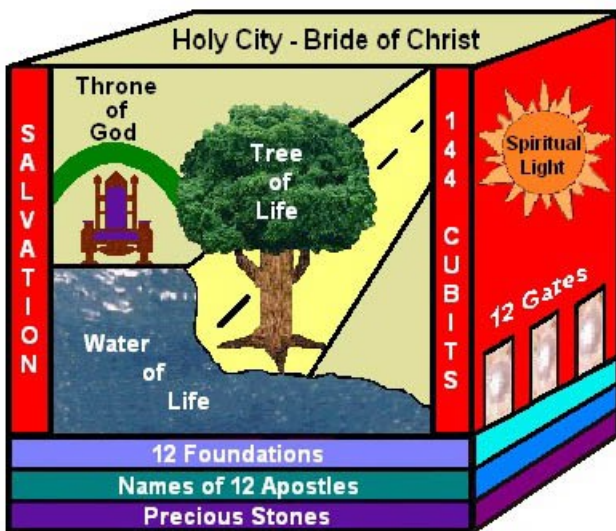 Holy City - Bride of Christ
Throne
of
God
SALVATION
Tree
of
Life
144 CUBITS
Spiritual
Light
12 Gates
Water
of
Life
12 Foundations
Names of 12 Apostles
Precious Stones